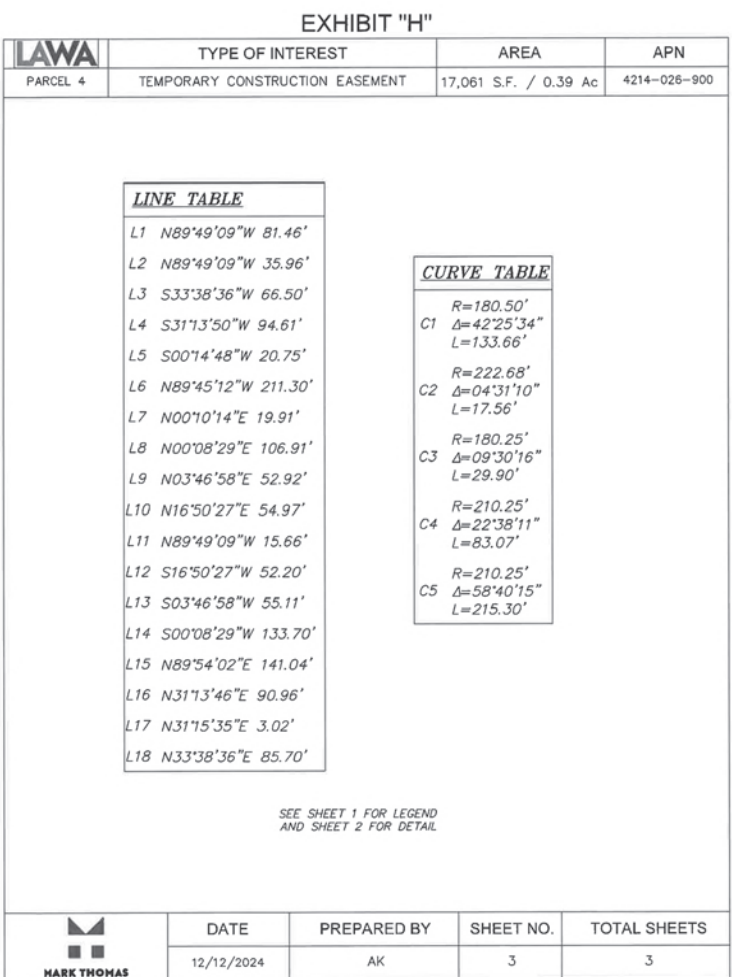 EXHIBIT "H"
LAWA TYPE OF INTEREST AREA APN
PARCEL 4 TEMPORARY CONSTRUCTION EASEMENT 17,061 S.F. / 0.39 Ac 4214-026-900
LINE TABLE
L1 N89°49'09"W 81.46'
L2 N89°49'09"W 35.96'
L3 S33°38'36"W 66.50'
L4 S31°13'50"W 94.61'
L5 S00°14'48"W 20.75'
L6 N89°45'12"W 211.30'
L7 N00°10'14"E 19.91'
L8 N00°08'29"E 106.91'
L9 N03°46'58"E 52.92'
L10 N16°50'27"E 54.97'
L11 N89°49'09"W 15.66'
L12 S16°50'27"W 52.20'
L13 S03°46'58"W 55.11'
L14 S00°08'29"W 133.70'
L15 N89°54'02"E 141.04'
L16 N31°13'46"E 90.96'
L17 N31°15'35"E 3.02'
L18 N33°38'36"E 85.70'
CURVE TABLE
R=180.50'
C1 Δ=42°25'34"
L=133.66'
R=222.68'
C2 Δ=04°31'10"
L=17.56'
R=180.25'
C3 Δ=09°30'16"
L=29.90'
R=210.25'
C4 Δ=22°38'11"
L=83.07'
R=210.25'
C5 Δ=58°40'15"
L=215.30'
SEE SHEET 1 FOR LEGEND
AND SHEET 2 FOR DETAIL
DATE PREPARED BY SHEET NO. TOTAL SHEETS
MARK THOMAS 12/12/2024 AK 3 3